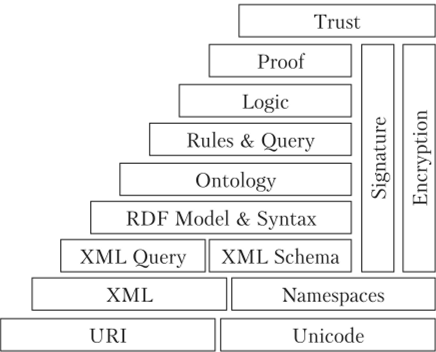 Trust
Proof
Logic
Rules & Query
Ontology
RDF Model & Syntax
XML Query
XML Schema
Signature
Encryption
XML
Namespaces
URI
Unicode